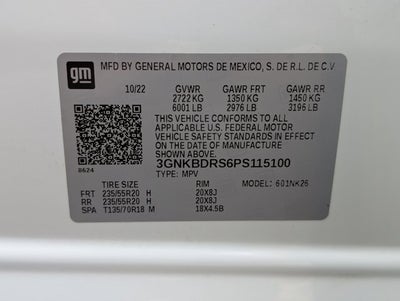 gm MFD BY GENERAL MOTORS DE MEXICO, S. DE R.L. DE C.V
10/22 GVWR GAWR FRT GAWR RR
2722 KG 1350 KG 1450 KG
6001 LB 2976 LB 3196 LB
THIS VEHICLE CONFORMS TO ALL
APPLICABLE U.S. FEDERAL MOTOR
VEHICLE SAFETY STANDARDS IN EFFECT
ON THE DATE OF MANUFACTURE
SHOWN ABOVE.
8624 3GNKBDRS6PS115100
TYPE: MPV
TIRE SIZE RIM MODEL: 601NK26
FRT 235/55R20 H 20X8J
RR 235/55R20 H 20X8J
SPA T135/70R18 M 18X4.5B